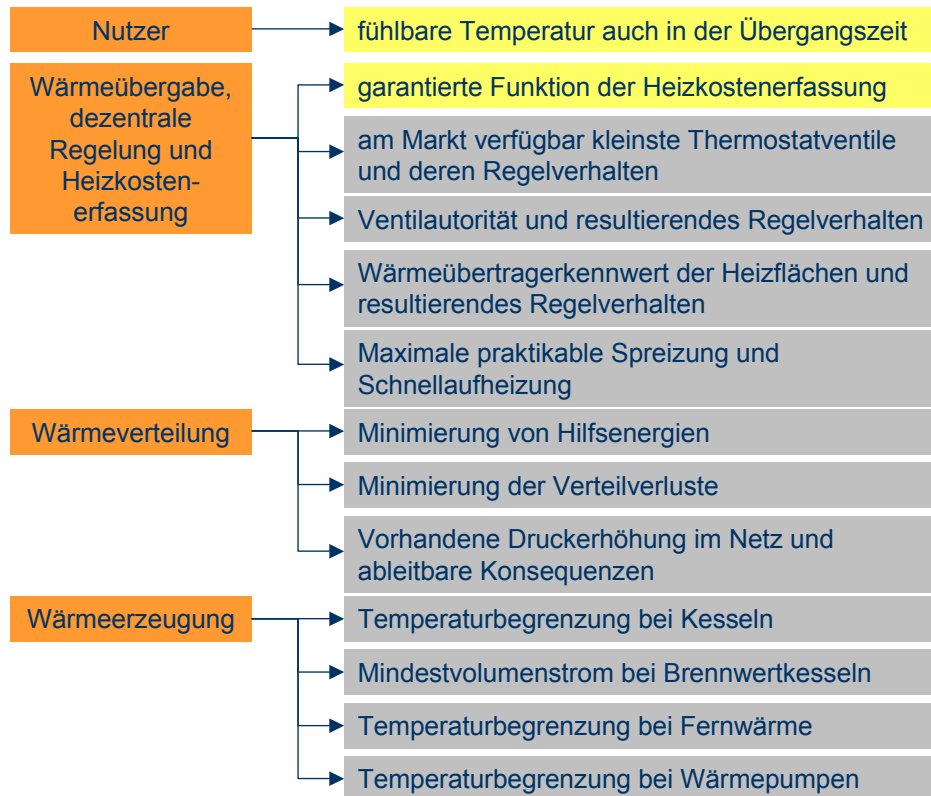 Nutzer
fühlbare Temperatur auch in der Übergangszeit
Wärmeübergabe,
dezentrale
Regelung und
Heizkosten-
erfassung
garantierte Funktion der Heizkostenerfassung
am Markt verfügbar kleinste Thermostatventile
und deren Regelverhalten
Ventilautorität und resultierendes Regelverhalten
Wärmeübertragerkennwert der Heizflächen und
resultierendes Regelverhalten
Maximale praktikable Spreizung und
Schnellaufheizung
Wärmeverteilung
Minimierung von Hilfsenergien
Minimierung der Verteilverluste
Vorhandene Druckerhöhung im Netz und
ableitbare Konsequenzen
Wärmeerzeugung
Temperaturbegrenzung bei Kesseln
Mindestvolumenstrom bei Brennwertkesseln
Temperaturbegrenzung bei Fernwärme
Temperaturbegrenzung bei Wärmepumpen